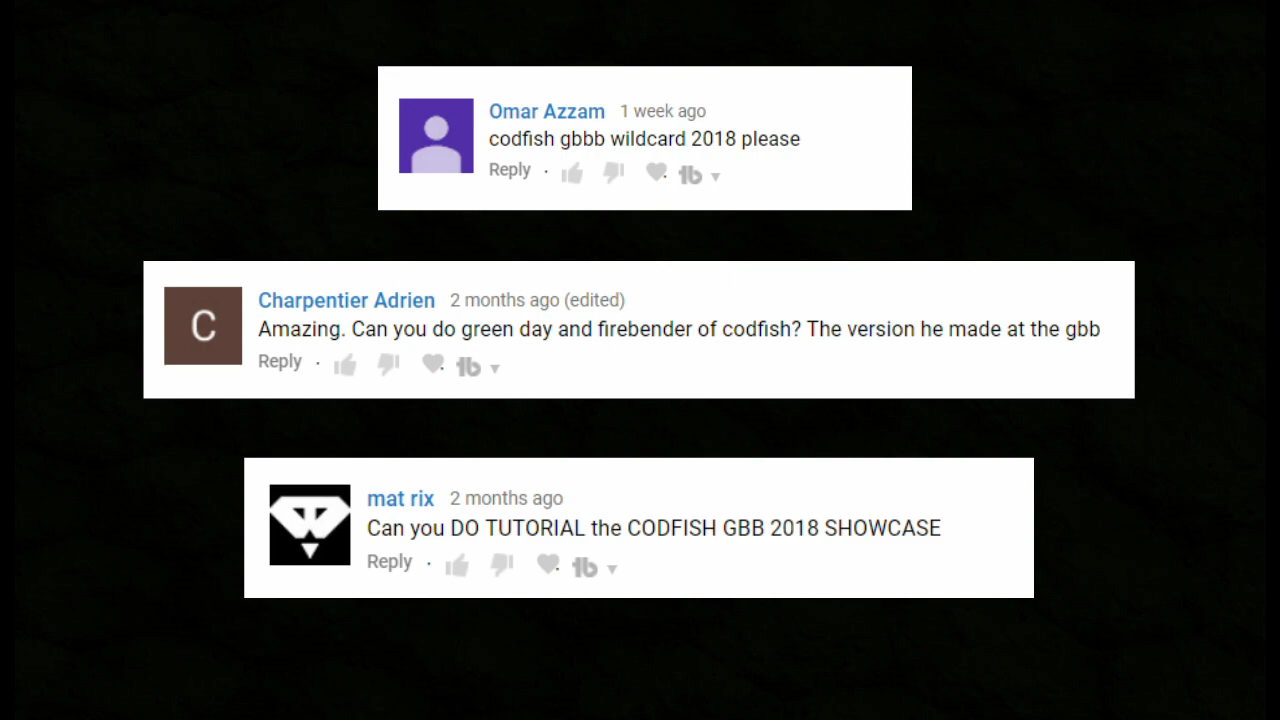 Omar Azzam 1 week ago
codfish gbbb wildcard 2018 please
Reply ·
C
Charpentier Adrien 2 months ago (edited)
Amazing. Can you do green day and firebender of codfish? The version he made at the gbb
Reply ·
mat rix 2 months ago
Can you DO TUTORIAL the CODFISH GBB 2018 SHOWCASE
Reply ·